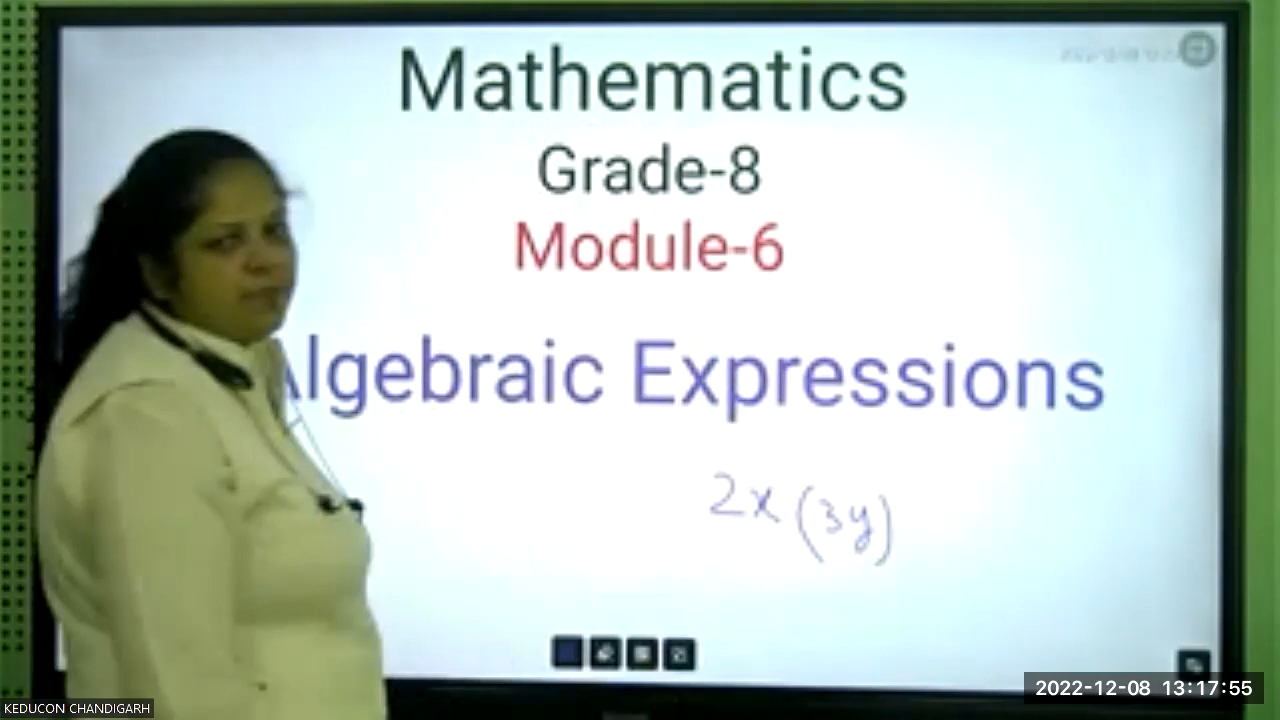 Mathematics
Grade-8
Module-6
lgebraic Expressions
2x (3y)
KEDUCON CHANDIGARH
2022-12-08 13:17:55